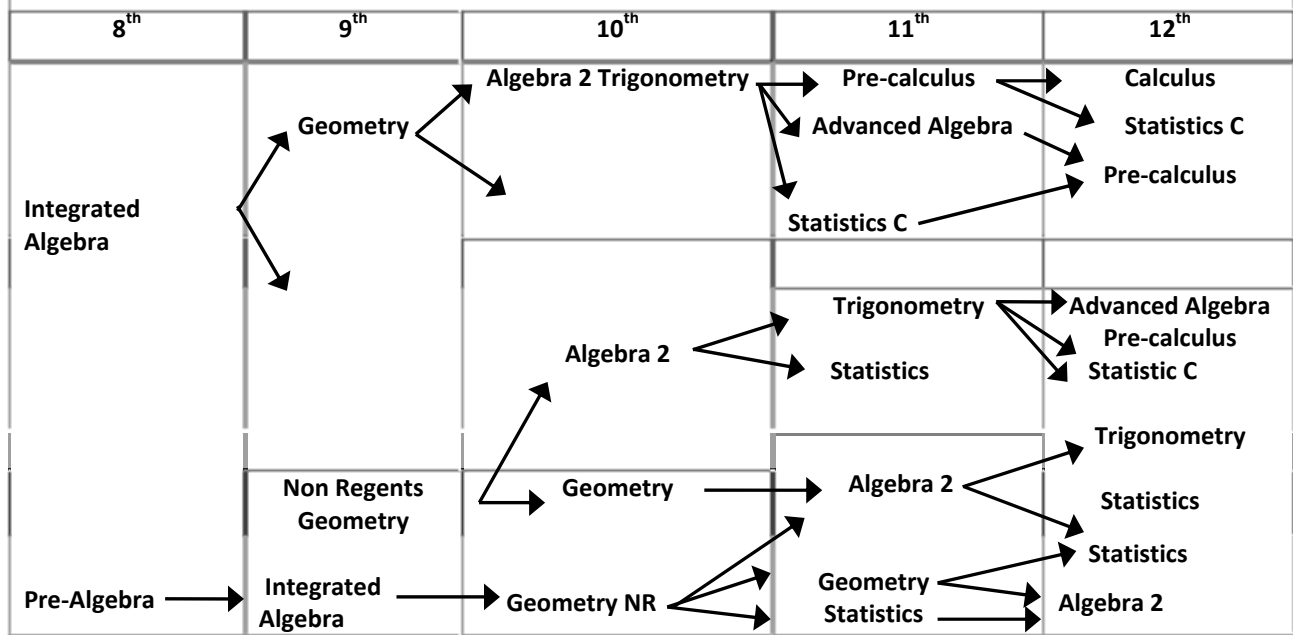 8th 9th 10th 11th 12th
Algebra 2 Trigonometry Pre-calculus Calculus
Geometry Advanced Algebra Statistics C
Pre-calculus
Integrated
Algebra
Statistics C
Trigonometry Advanced Algebra
Pre-calculus
Algebra 2
Statistics Statistic C
Trigonometry
Non Regents
Geometry
Geometry Algebra 2
Statistics
Statistics
Pre-Algebra
Integrated
Algebra
Geometry NR
Geometry
Statistics
Algebra 2